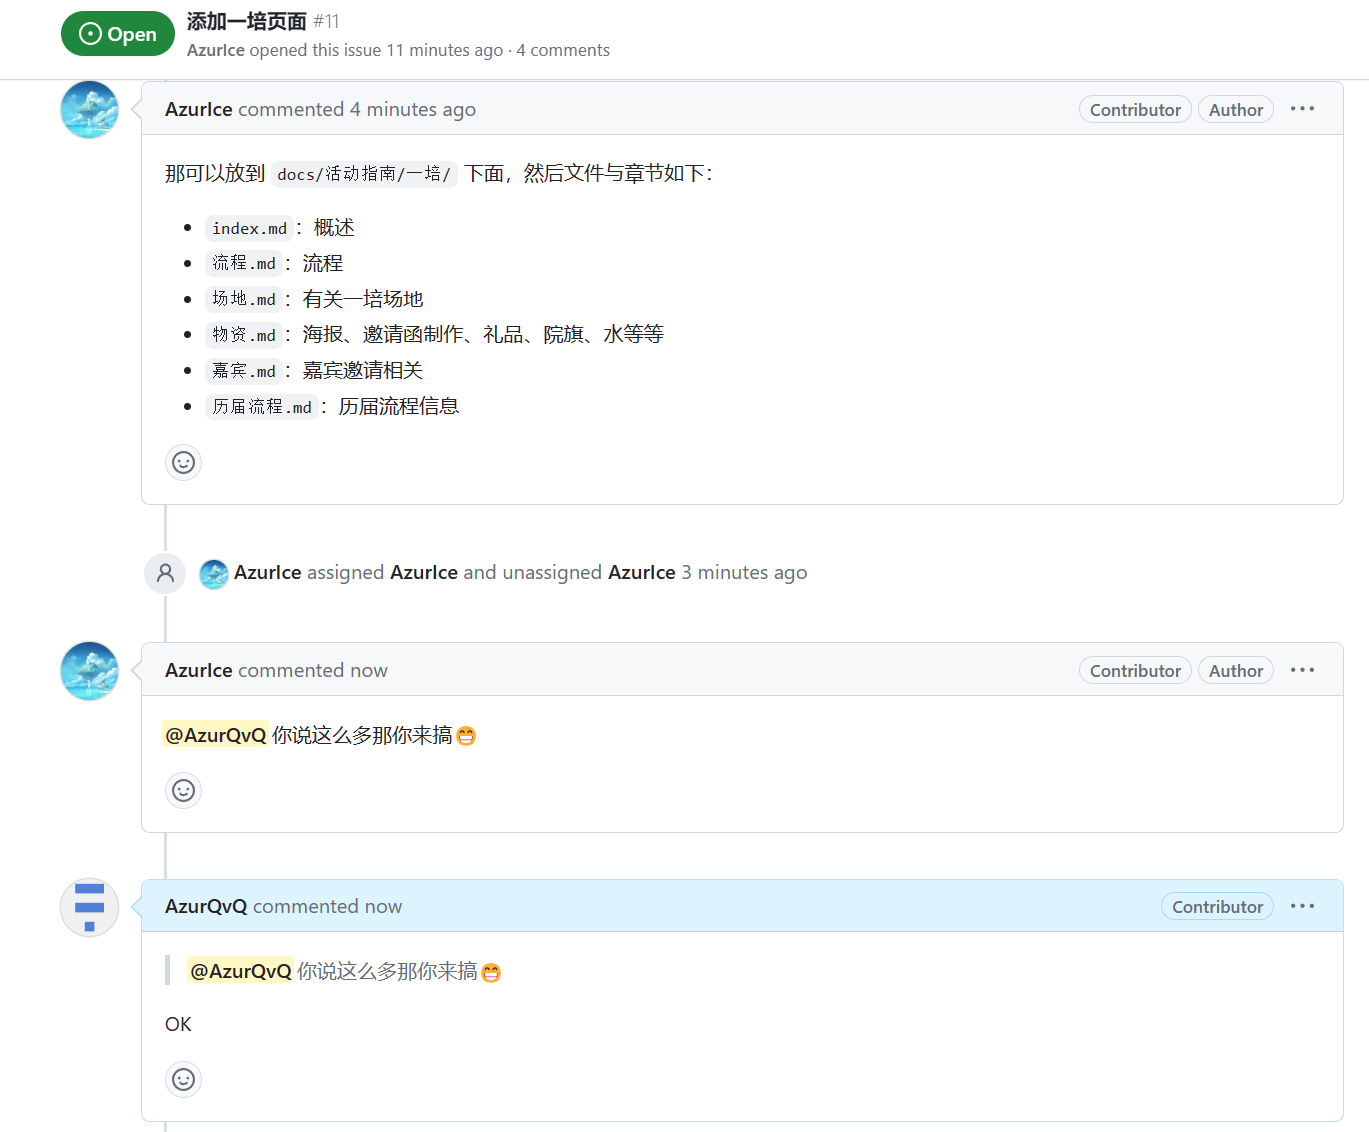 Open
添加一培页面 #11
AzurIce opened this issue 11 minutes ago · 4 comments
AzurIce commented 4 minutes ago
Contributor
Author
那可以放到 docs/活动指南/一培/ 下面，然后文件与章节如下：
index.md：概述
流程.md：流程
场地.md：有关一培场地
物资.md：海报、邀请函制作、礼品、院旗、水等等
嘉宾.md：嘉宾邀请相关
历届流程.md：历届流程信息
AzurIce assigned AzurIce and unassigned AzurIce 3 minutes ago
AzurIce commented now
Contributor
Author
@AzurQvQ 你说这么多那你来搞😁
AzurQvQ commented now
Contributor
@AzurQvQ 你说这么多那你来搞😁
OK